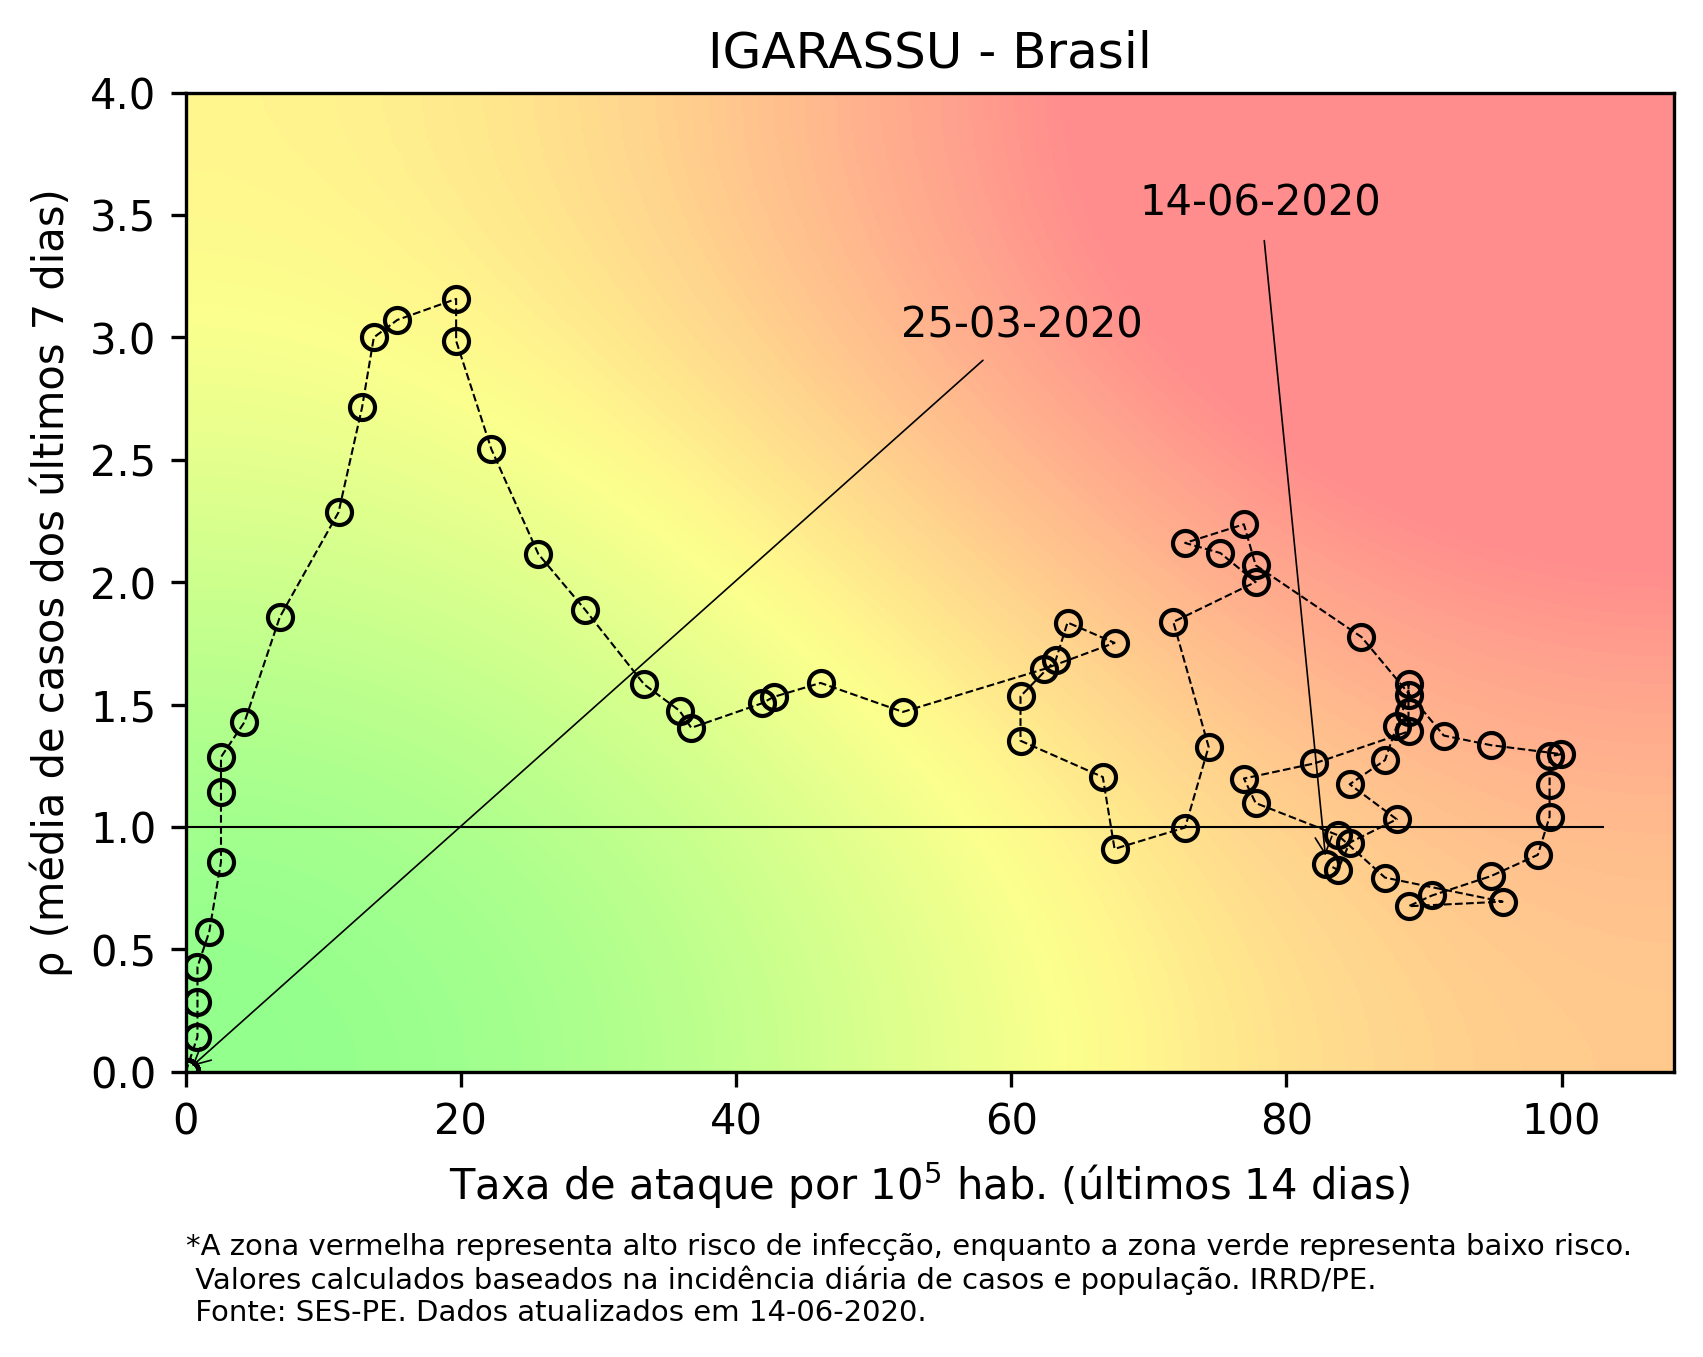 IGARASSU - Brasil
4.0
3.5
3.0
2.5
2.0
1.5
1.0
0.5
0.0
ρ (média de casos dos últimos 7 dias)
14-06-2020
25-03-2020
0 20 40 60 80 100
Taxa de ataque por 10⁵ hab. (últimos 14 dias)
*A zona vermelha representa alto risco de infecção, enquanto a zona verde representa baixo risco.
Valores calculados baseados na incidência diária de casos e população. IRRD/PE.
Fonte: SES-PE. Dados atualizados em 14-06-2020.